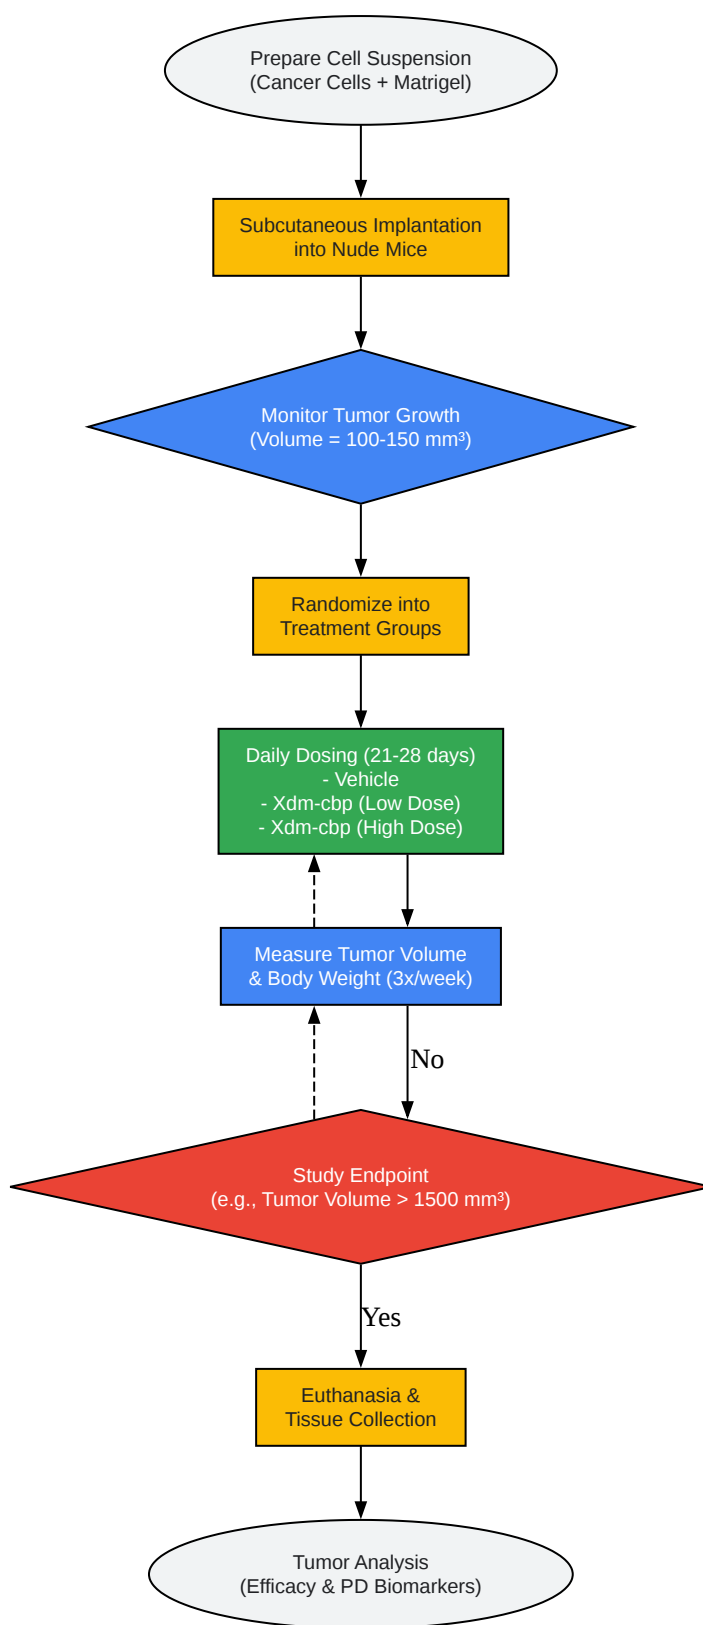 Prepare Cell Suspension
(Cancer Cells + Matrigel)
Subcutaneous Implantation
into Nude Mice
Monitor Tumor Growth
(Volume = 100-150 mm³)
Randomize into
Treatment Groups
Daily Dosing (21-28 days)
- Vehicle
- Xdm-cbp (Low Dose)
- Xdm-cbp (High Dose)
Measure Tumor Volume
& Body Weight (3x/week)
No
Study Endpoint
(e.g., Tumor Volume > 1500 mm³)
Yes
Euthanasia &
Tissue Collection
Tumor Analysis
(Efficacy & PD Biomarkers)